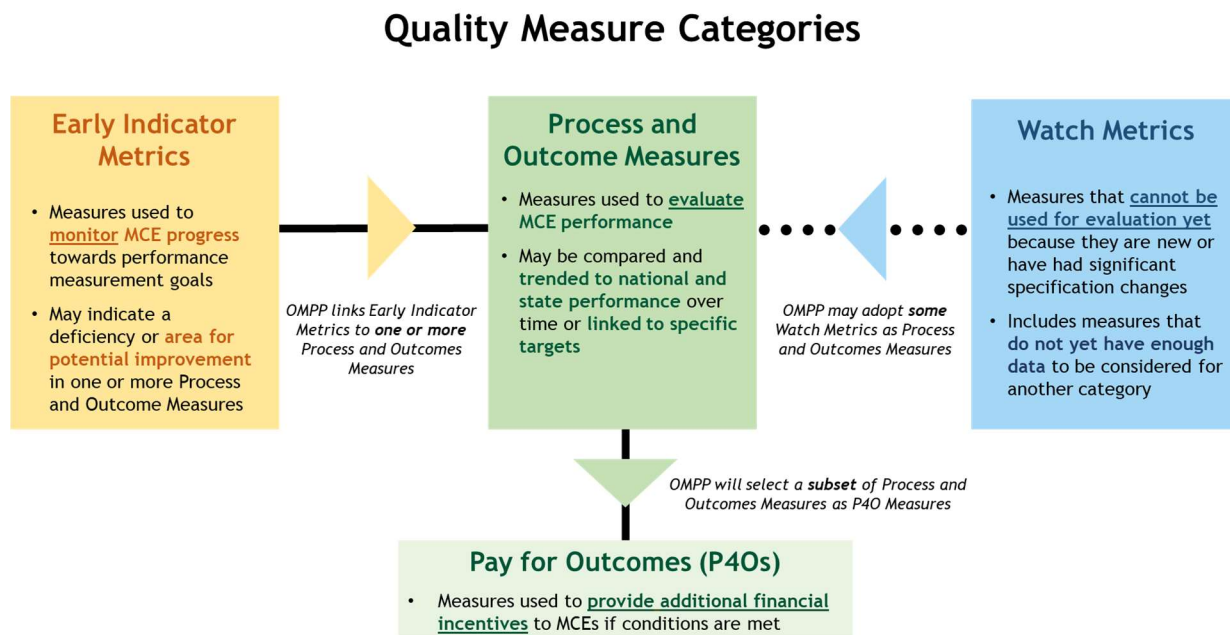 Quality Measure Categories
Early Indicator
Metrics
• Measures used to
monitor MCE progress
towards performance
measurement goals
• May indicate a
deficiency or area for
potential improvement
in one or more Process
and Outcome Measures
OMPP links Early Indicator
Metrics to one or more
Process and Outcomes
Measures
Process and
Outcome Measures
• Measures used to evaluate
MCE performance
• May be compared and
trended to national and
state performance over
time or linked to specific
targets
OMPP may adopt some
Watch Metrics as Process
and Outcomes Measures
Watch Metrics
• Measures that cannot be
used for evaluation yet
because they are new or
have had significant
specification changes
• Includes measures that
do not yet have enough
data to be considered for
another category
OMPP will select a subset of Process and
Outcomes Measures as P4O Measures
Pay for Outcomes (P4Os)
• Measures used to provide additional financial
incentives to MCEs if conditions are met